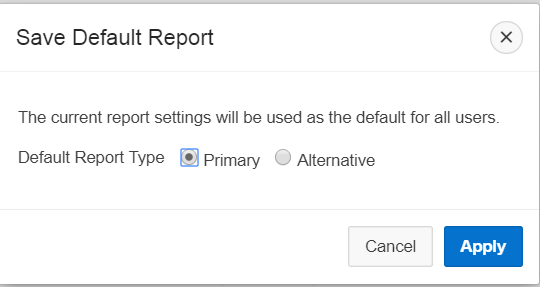 Save Default Report
The current report settings will be used as the default for all users.
Default Report Type Primary Alternative
Cancel Apply